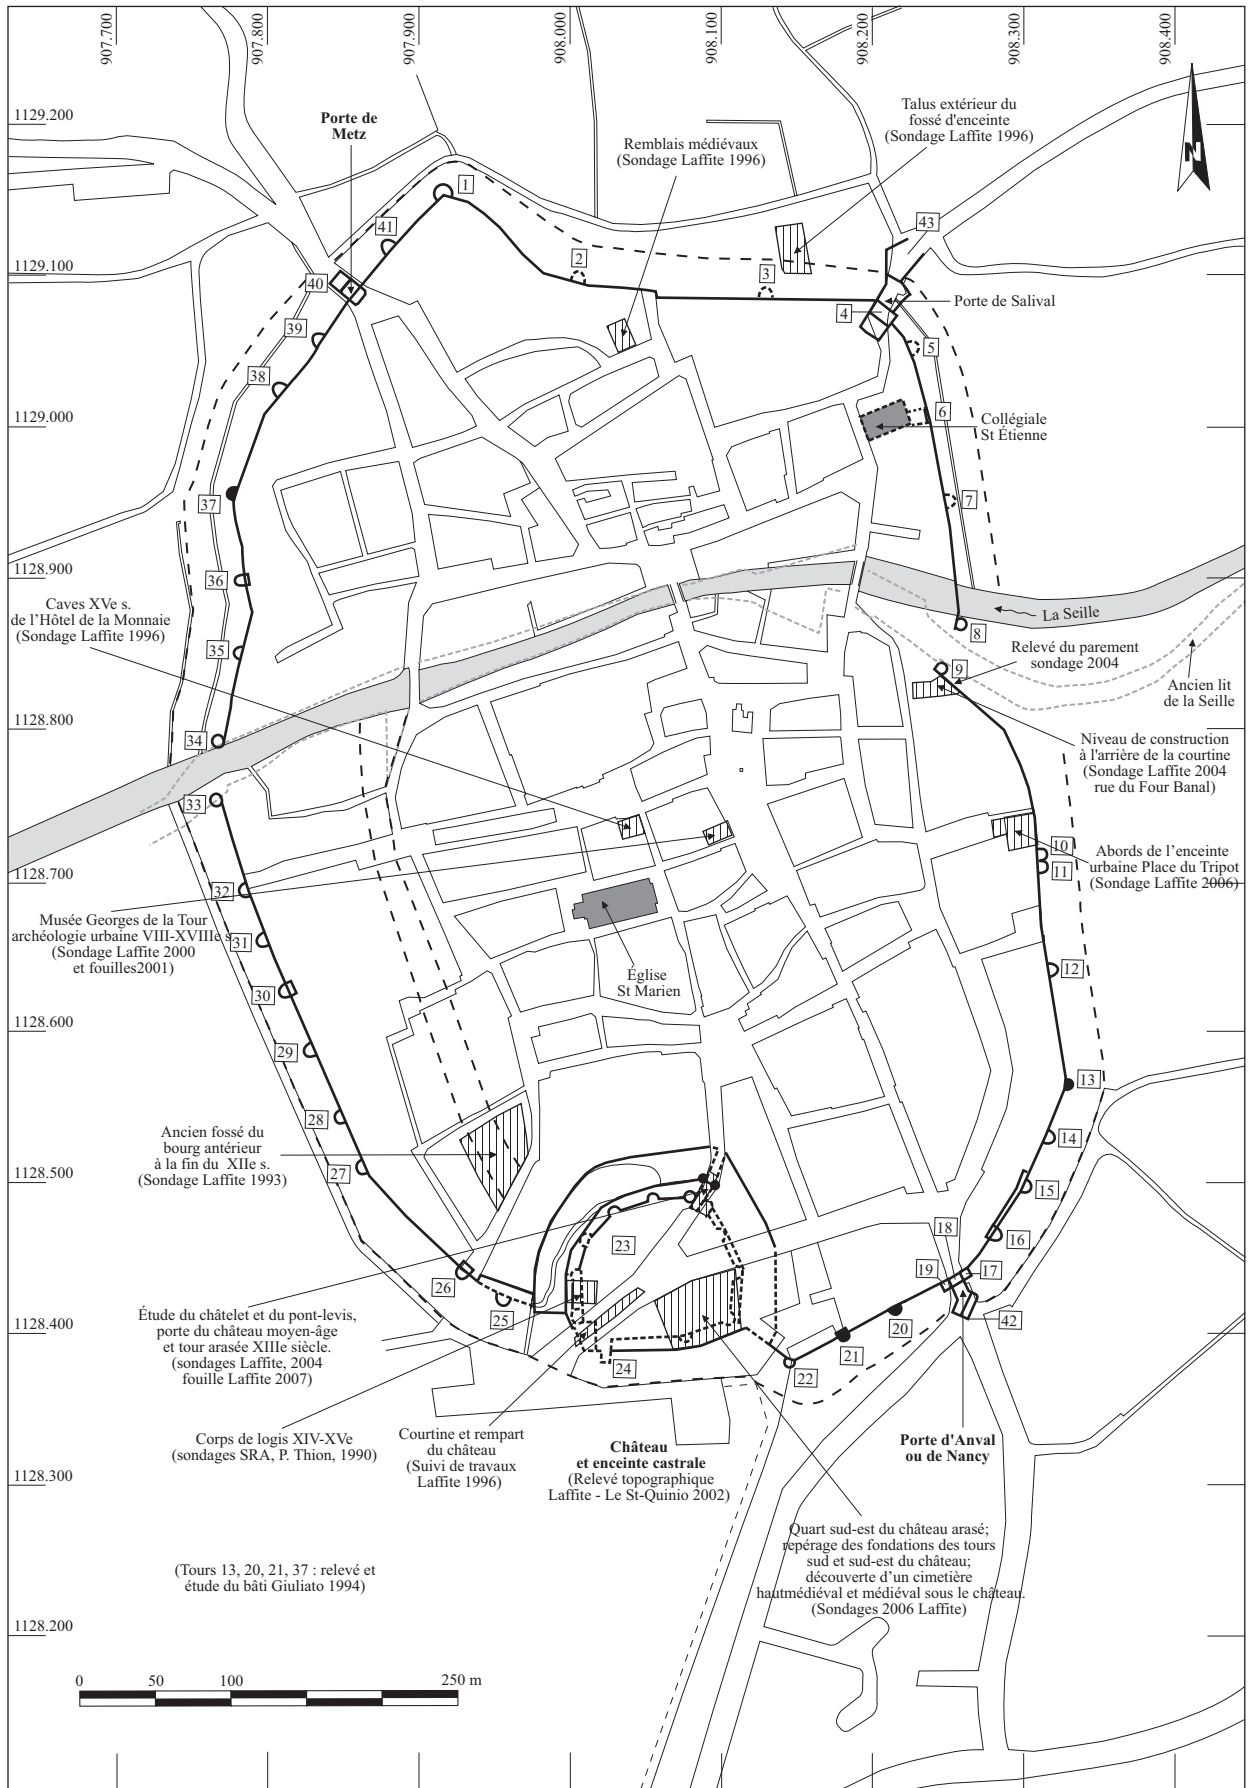 907.700
907.800
907.900
908.000
908.100
908.200
908.300
908.400
1129.200
1129.100
1129.000
1128.900
1128.800
1128.700
1128.600
1128.500
1128.400
1128.300
1128.200
N
Porte de
Metz
Remblais médiévaux
(Sondage Laffite 1996)
Talus extérieur du
fossé d'enceinte
(Sondage Laffite 1996)
1
41
2
3
43
40
4
Porte de Salival
39
5
38
6
Collégiale
St Étienne
37
7
36
Caves XVe s.
de l’Hôtel de la Monnaie
(Sondage Laffite 1996)
La Seille
8
35
9
Relevé du parement
sondage 2004
Ancien lit
de la Seille
34
Niveau de construction
à l'arrière de la courtine
(Sondage Laffite 2004
rue du Four Banal)
33
10
11
Abords de l’enceinte
urbaine Place du Tripot
(Sondage Laffite 2006)
32
Musée Georges de la Tour
archéologie urbaine VIII-XVIIIe s.
(Sondage Laffite 2000
et fouilles2001)
31
30
Église
St Marien
12
29
13
28
14
Ancien fossé du
bourg antérieur
à la fin du XIIe s.
(Sondage Laffite 1993)
27
15
18
16
23
19
17
26
25
20
42
24
21
22
Étude du châtelet et du pont-levis,
porte du château moyen-âge
et tour arasée XIIIe siècle.
(sondages Laffite, 2004
fouille Laffite 2007)
Corps de logis XIV-XVe
(sondages SRA, P. Thion, 1990)
Courtine et rempart
du château
(Suivi de travaux
Laffite 1996)
Château
et enceinte castrale
(Relevé topographique
Laffite - Le St-Quinio 2002)
Porte d'Anval
ou de Nancy
Quart sud-est du château arasé;
repérage des fondations des tours
sud et sud-est du château;
découverte d’un cimetière
hautmédiéval et médiéval sous le château.
(Sondages 2006 Laffite)
(Tours 13, 20, 21, 37 : relevé et
étude du bâti Giuliato 1994)
0 50 100 250 m